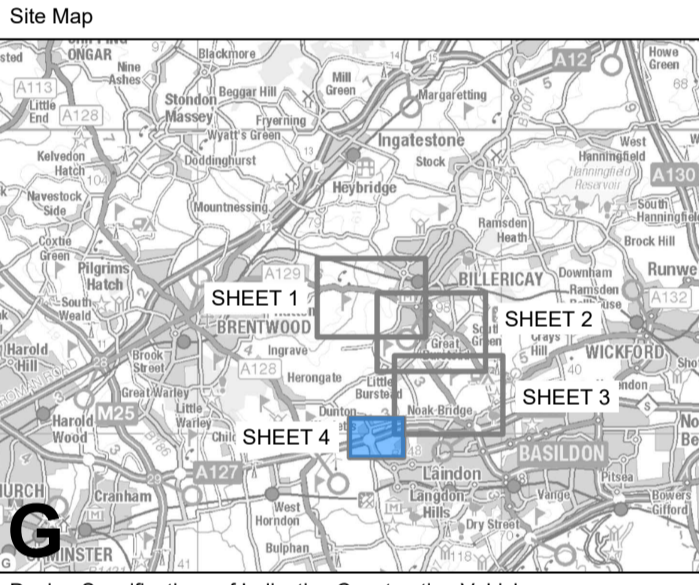 Site Map
ONGAR
Blackmore
Nine
Ashes
A113
Little
End
A128
Stondon
Massey
Beggar Hill
Mill
Green
Margaretting
A12
Howe
Green
Fryerning
Wyatt's Green
Ingatestone
B1007
Kelvedon
Hatch
Doddinghurst
Stock
West
Hanningfield
Hanningfield
Reservoir
A130
Heybridge
Navestock
Side
Mountnessing
South
Coxtie
Green
Pilgrims
Hatch
Ramsden
Heath
Brock Hill
A129
BILLERICAY
Downham
Ramsden
A132
South
Weald
SHEET 1
BRENTWOOD
SHEET 2
South
Green
Great
WICKFORD
Harold
Hill
Brook
Street
Ingrave
A128
Herongate
Little
Great Warley
Little
Warley
M25
Harold
Wood
B186
Dunton
Noak Bridge
SHEET 3
SHEET 4
BASILDON
A127
Laindon
Langdon
Hills
Pitsea
Vange
Bowers
Gifford
Cranham
West
Horndon
Dry Street
Bulphan
G